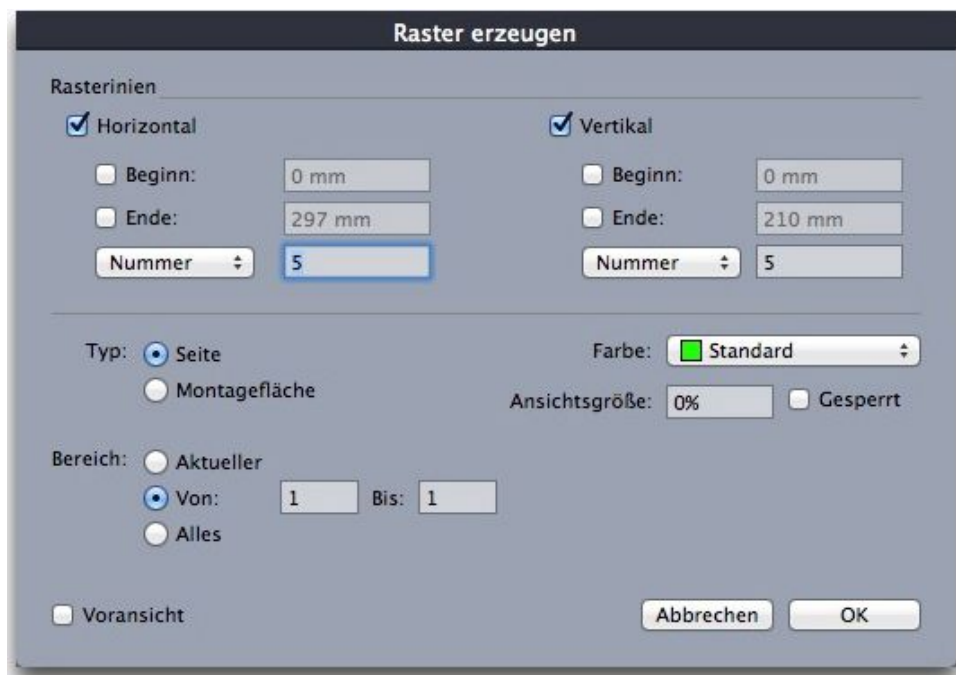 Raster erzeugen
Rasterinien
Horizontal
Vertikal
Beginn: 0 mm
Beginn: 0 mm
Ende: 297 mm
Ende: 210 mm
Nummer 5
Nummer 5
Typ: Seite
Farbe: Standard
Montagefläche
Ansichtsgröße: 0% Gesperrt
Bereich: Aktueller
Von: 1 Bis: 1
Alles
Voransicht
Abbrechen OK